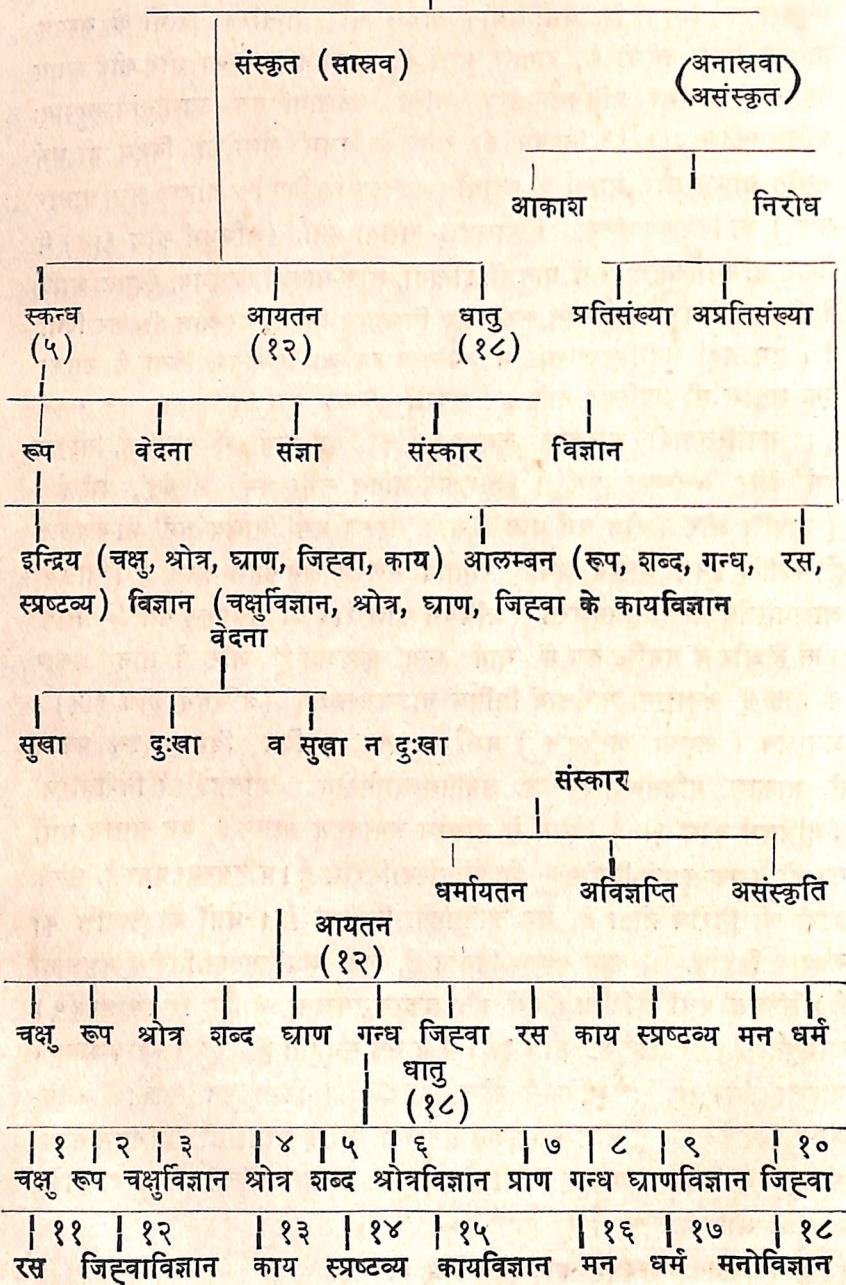 संस्कृत (सास्रव) (अनास्रवा
असंस्कृत)
आकाश निरोध
स्कन्ध आयतन धातु प्रतिसंख्या अप्रतिसंख्या
(५) (१२) (१८)
रूप वेदना संज्ञा संस्कार विज्ञान
इन्द्रिय (चक्षु, श्रोत्र, घ्राण, जिह्वा, काय) आलम्बन (रूप, शब्द, गन्ध, रस,
स्प्रष्टव्य) विज्ञान (चक्षुर्विज्ञान, श्रोत्र, घ्राण, जिह्वा के कायविज्ञान
वेदना
सुखा दुःखा व सुखा न दुःखा
संस्कार
धर्मायतन अविज्ञप्ति असंस्कृति
आयतन
(१२)
चक्षु रूप श्रोत्र शब्द घ्राण गन्ध जिह्वा रस काय स्प्रष्टव्य मन धर्म
धातु
(१८)
१ २ ३ ४ ५ ६ ७ ८ ९ १०
चक्षु रूप चक्षुर्विज्ञान श्रोत्र शब्द श्रोत्रविज्ञान प्राण गन्ध घ्राणविज्ञान जिह्वा
११ १२ १३ १४ १५ १६ १७ १८
रस जिह्वाविज्ञान काय स्प्रष्टव्य कायविज्ञान मन धर्म मनोविज्ञान